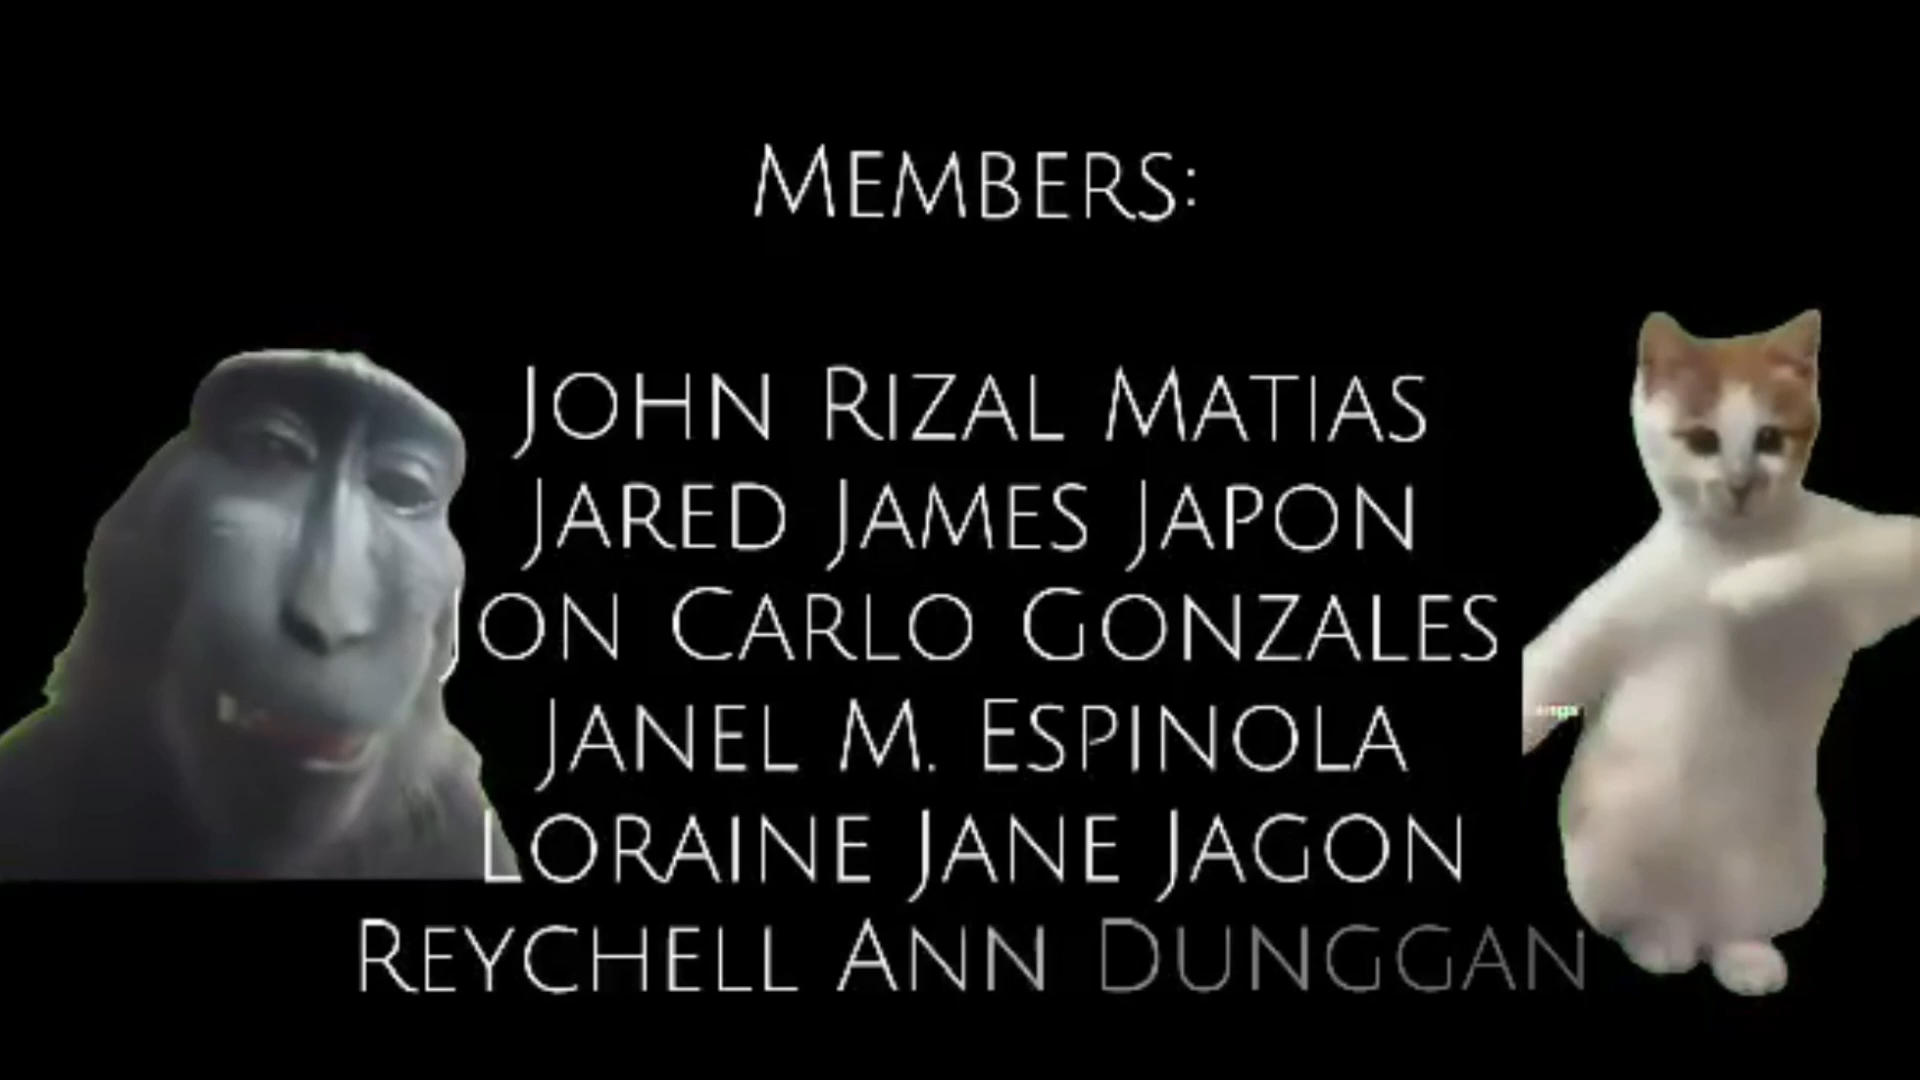 MEMBERS:
JOHN RIZAL MATIAS
JARED JAMES JAPON
JON CARLO GONZALES
JANEL M. ESPINOLA
LORAINE JANE JAGON
REYCHELL ANN DUNGGAN